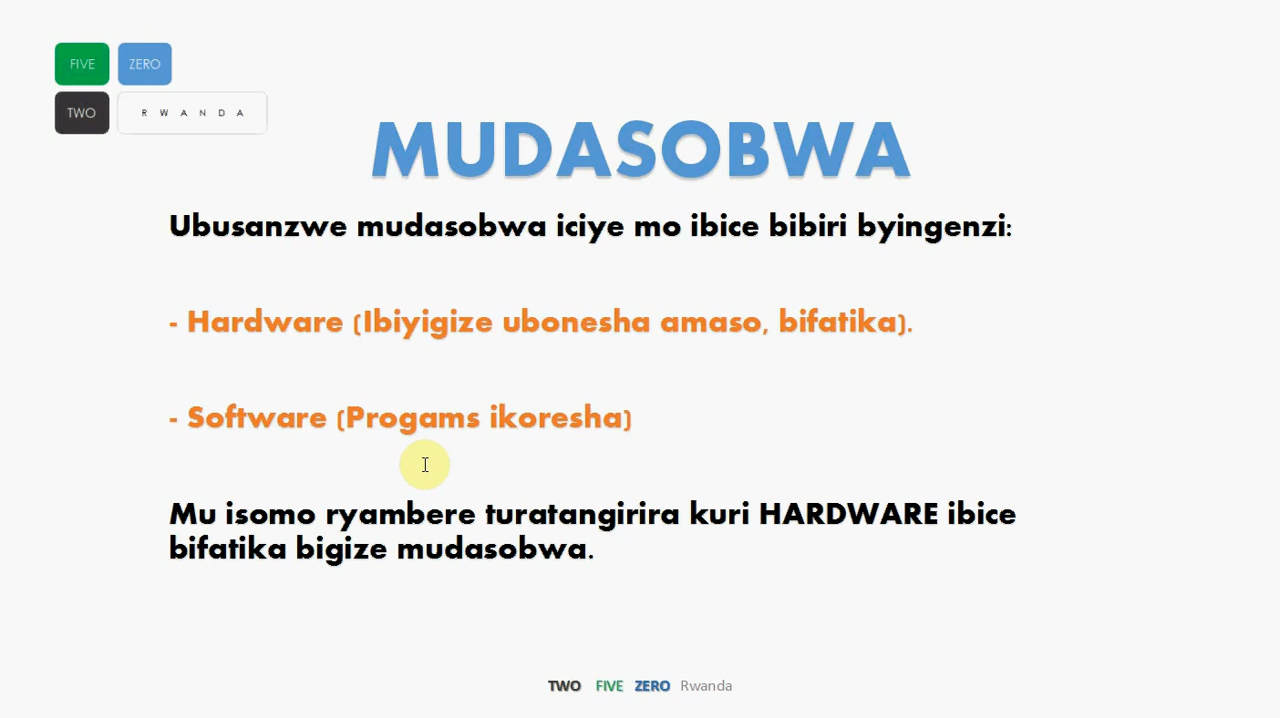 FIVE ZERO
TWO RWANDA
MUDASOBWA
Ubusanzwe mudasobwa iciye mo ibice bibiri byingenzi:
- Hardware (Ibiyigize ubonesha amaso, bifatika).
- Software (Progams ikoresha)
Mu isomo ryambere turatangirira kuri HARDWARE ibice
bifatika bigize mudasobwa.
TWO FIVE ZERO Rwanda